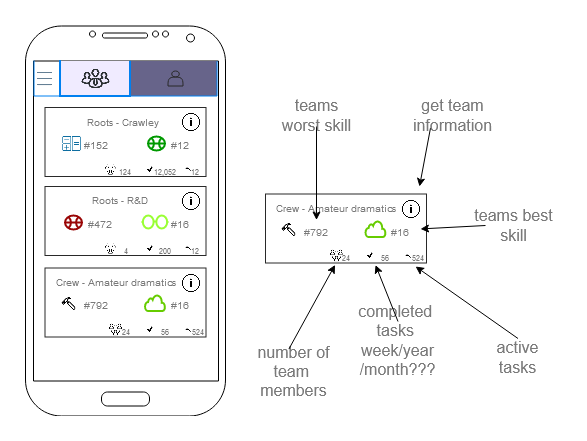 Roots - Crawley
#152
#12
124
12,052
12
Roots - R&D
#472
#16
4
200
12
Crew - Amateur dramatics
#792
#16
24
56
524
teams
worst skill
get team
information
Crew - Amateur dramatics
#792
#16
24
56
524
teams best
skill
number of
team
members
completed
tasks
week/year
/month???
active
tasks